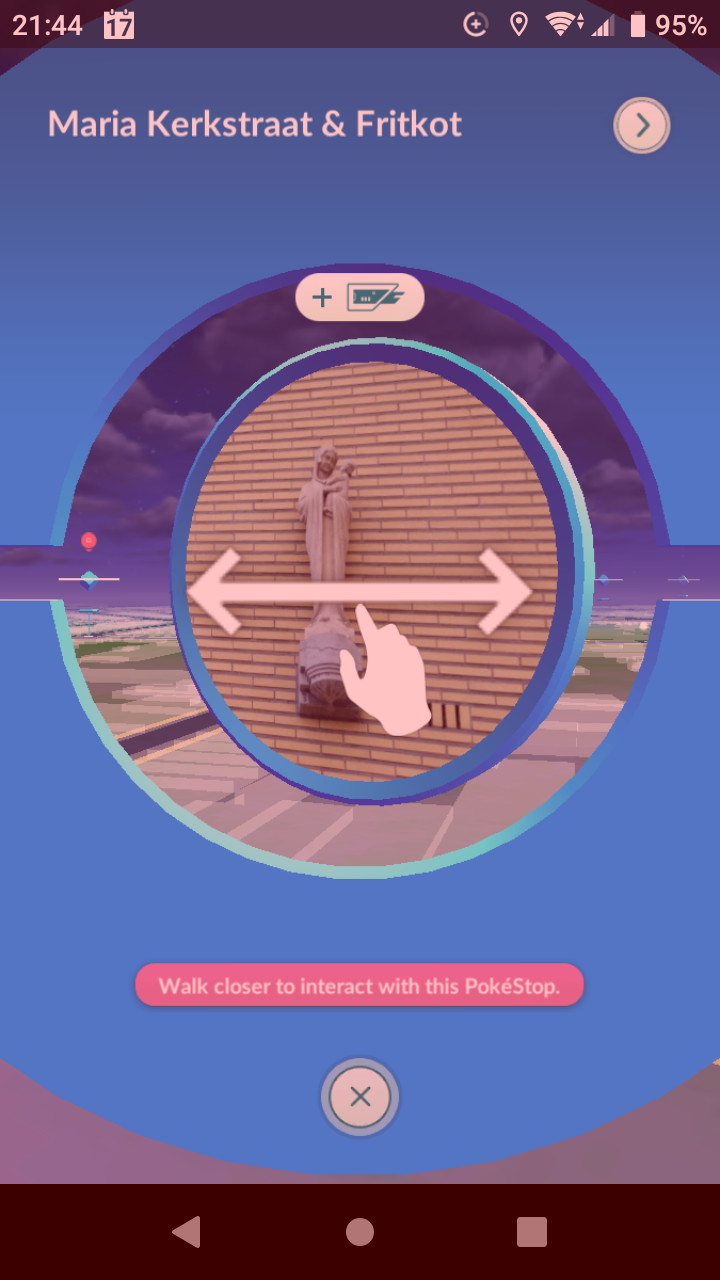 21:44 17 95%
Maria Kerkstraat & Fritkot
Walk closer to interact with this PokéStop.